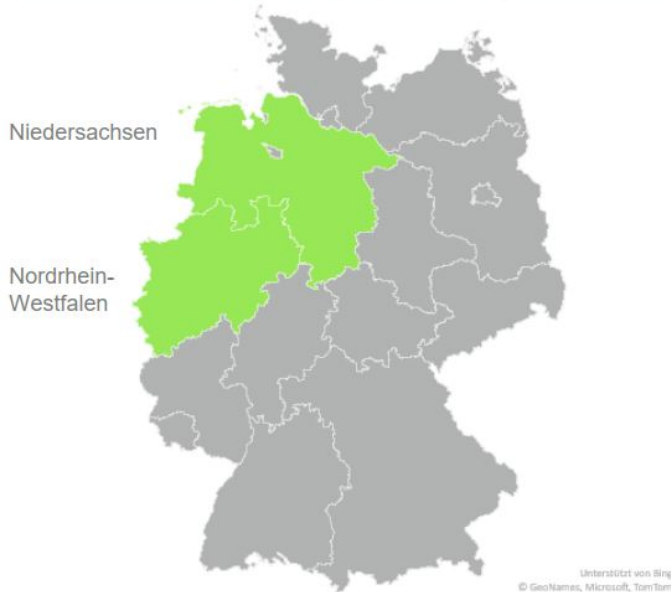 Niedersachsen
Nordrhein-
Westfalen
Unterstützt von Bing
© GeoNames, Microsoft, TomTom